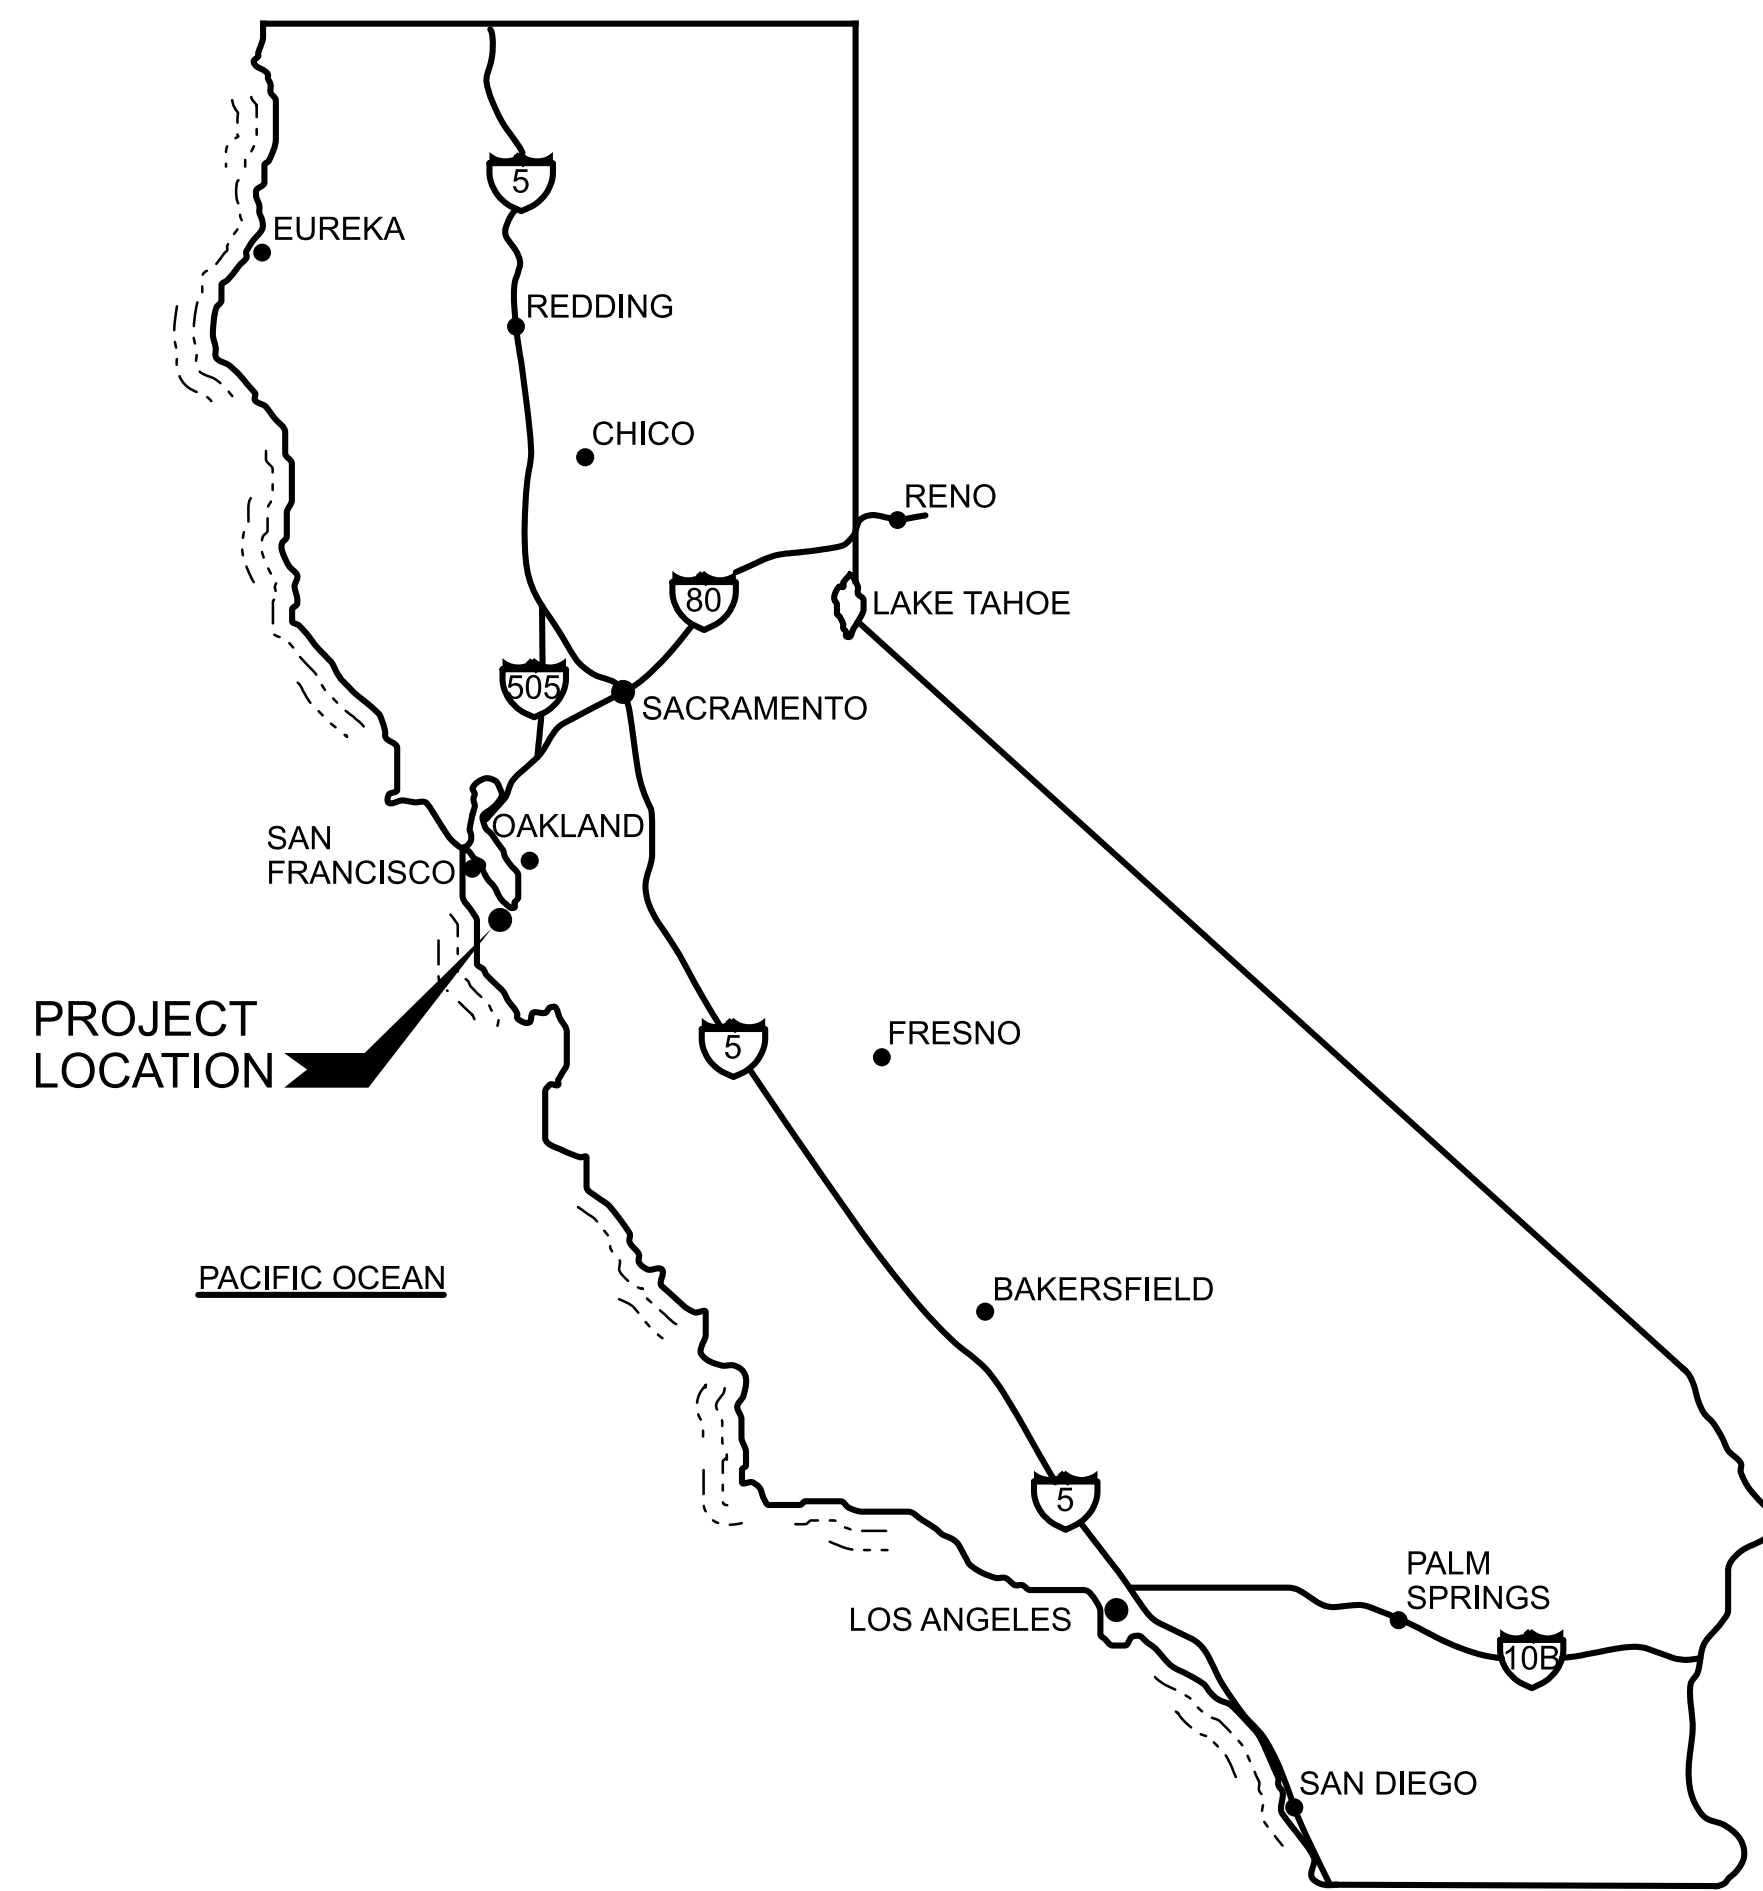 5
EUREKA
REDDING
CHICO
RENO
80
LAKE TAHOE
505
SACRAMENTO
OAKLAND
SAN
FRANCISCO
PROJECT
LOCATION
5
FRESNO
PACIFIC OCEAN
BAKERSFIELD
5
PALM
SPRINGS
LOS ANGELES
10B
SAN DIEGO